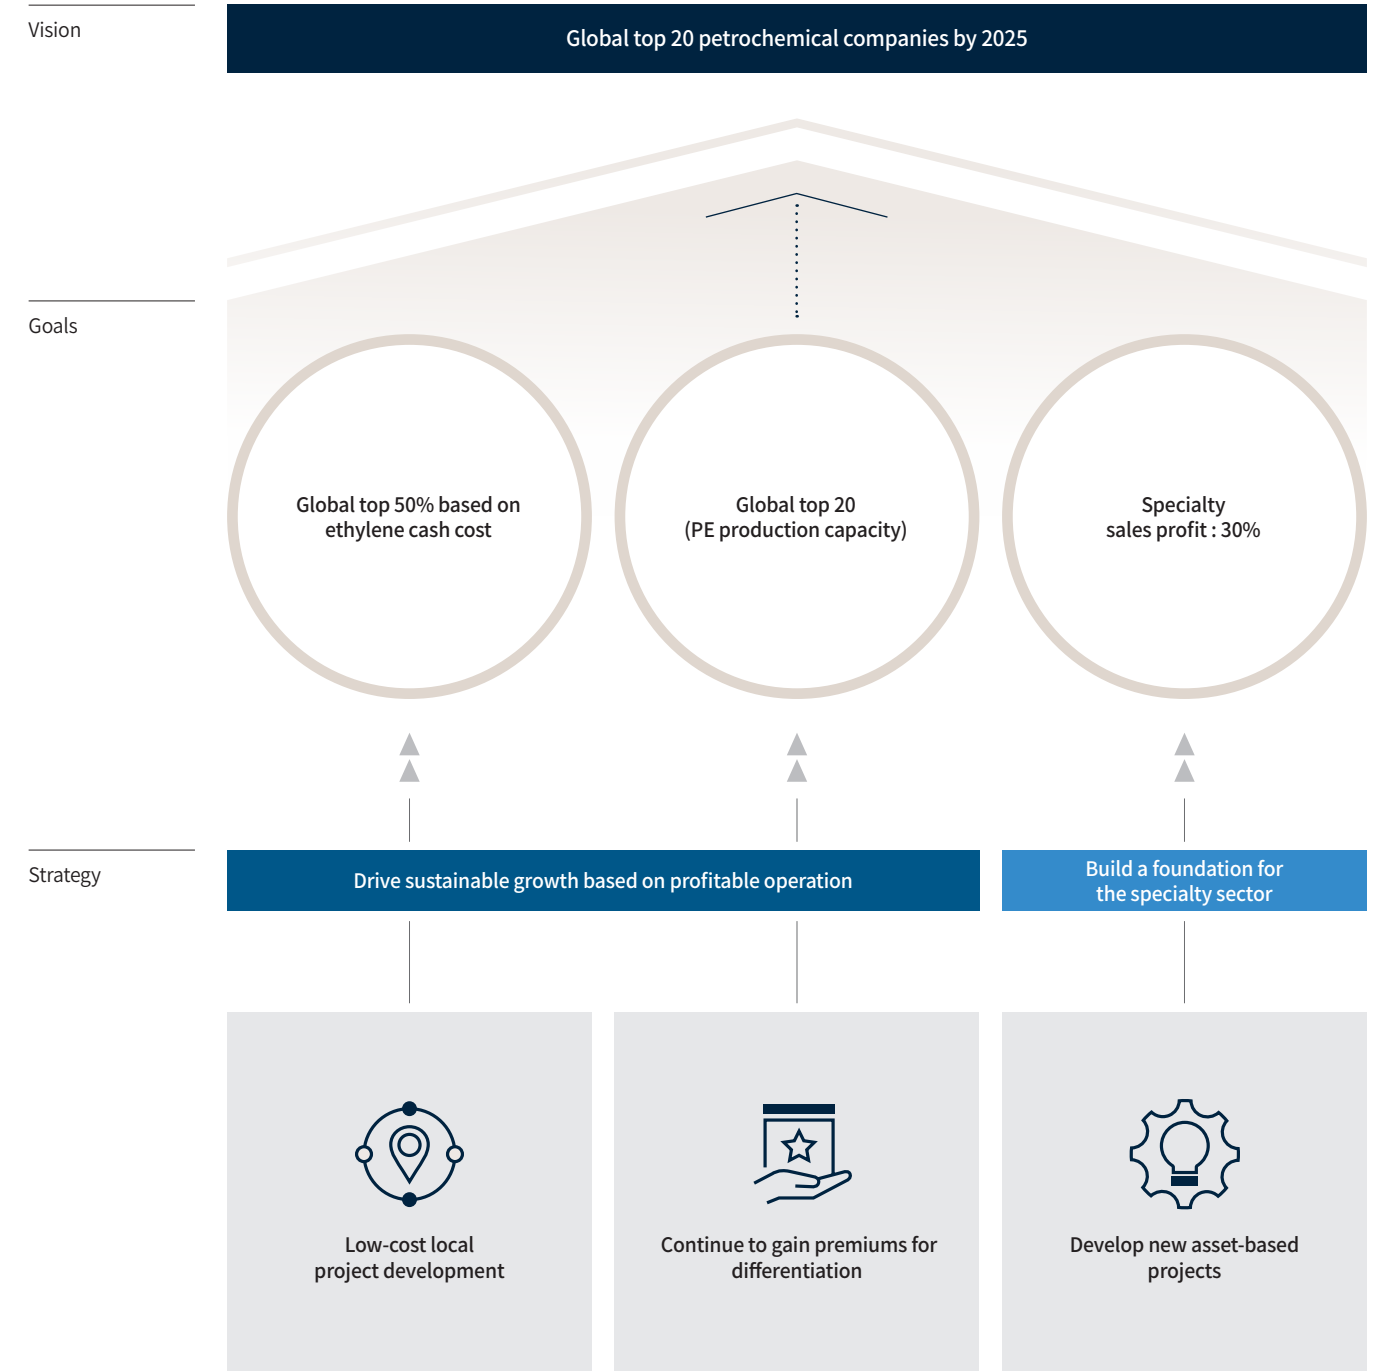 Vision
Global top 20 petrochemical companies by 2025
Goals
Global top 50% based on
ethylene cash cost
Global top 20
(PE production capacity)
Specialty
sales profit : 30%
Strategy
Drive sustainable growth based on profitable operation
Build a foundation for
the specialty sector
Low-cost local
project development
Continue to gain premiums for
differentiation
Develop new asset-based
projects